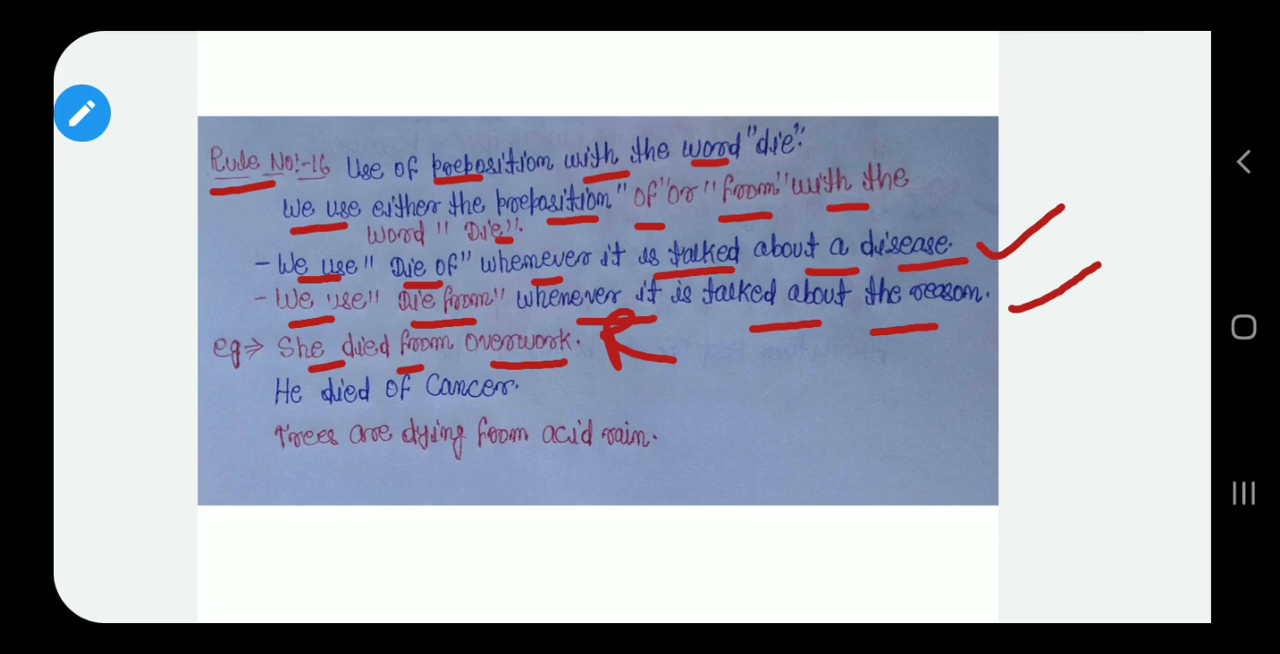 Rule No:-16 Use of preposition with the word "die".
We use either the preposition "of" or "from" with the
word "Die".
- We use "Die of" whenever it is talked about a disease.
- We use "Die from" whenever it is talked about the reason.
eg⇒ She died from overwork.
He died of Cancer.
Trees are dying from acid rain.